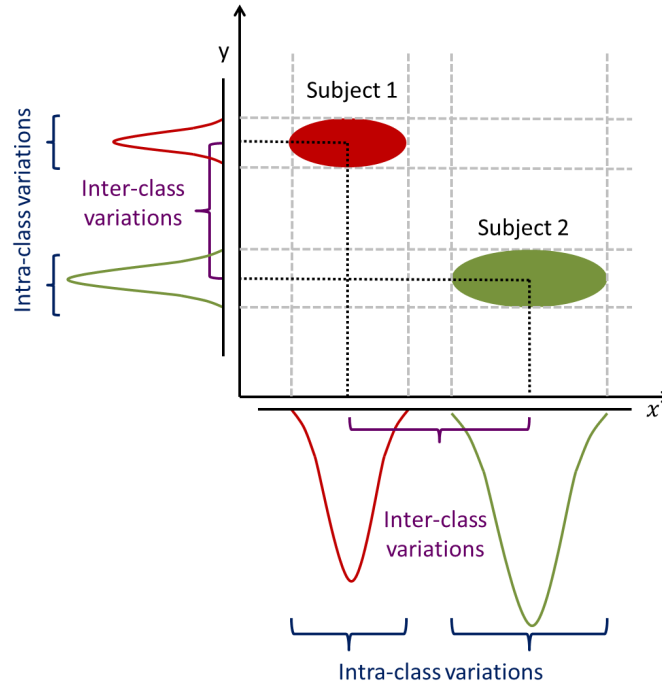 y
Subject 1
Intra-class variations
Inter-class
variations
Subject 2
x
Inter-class
variations
Intra-class variations